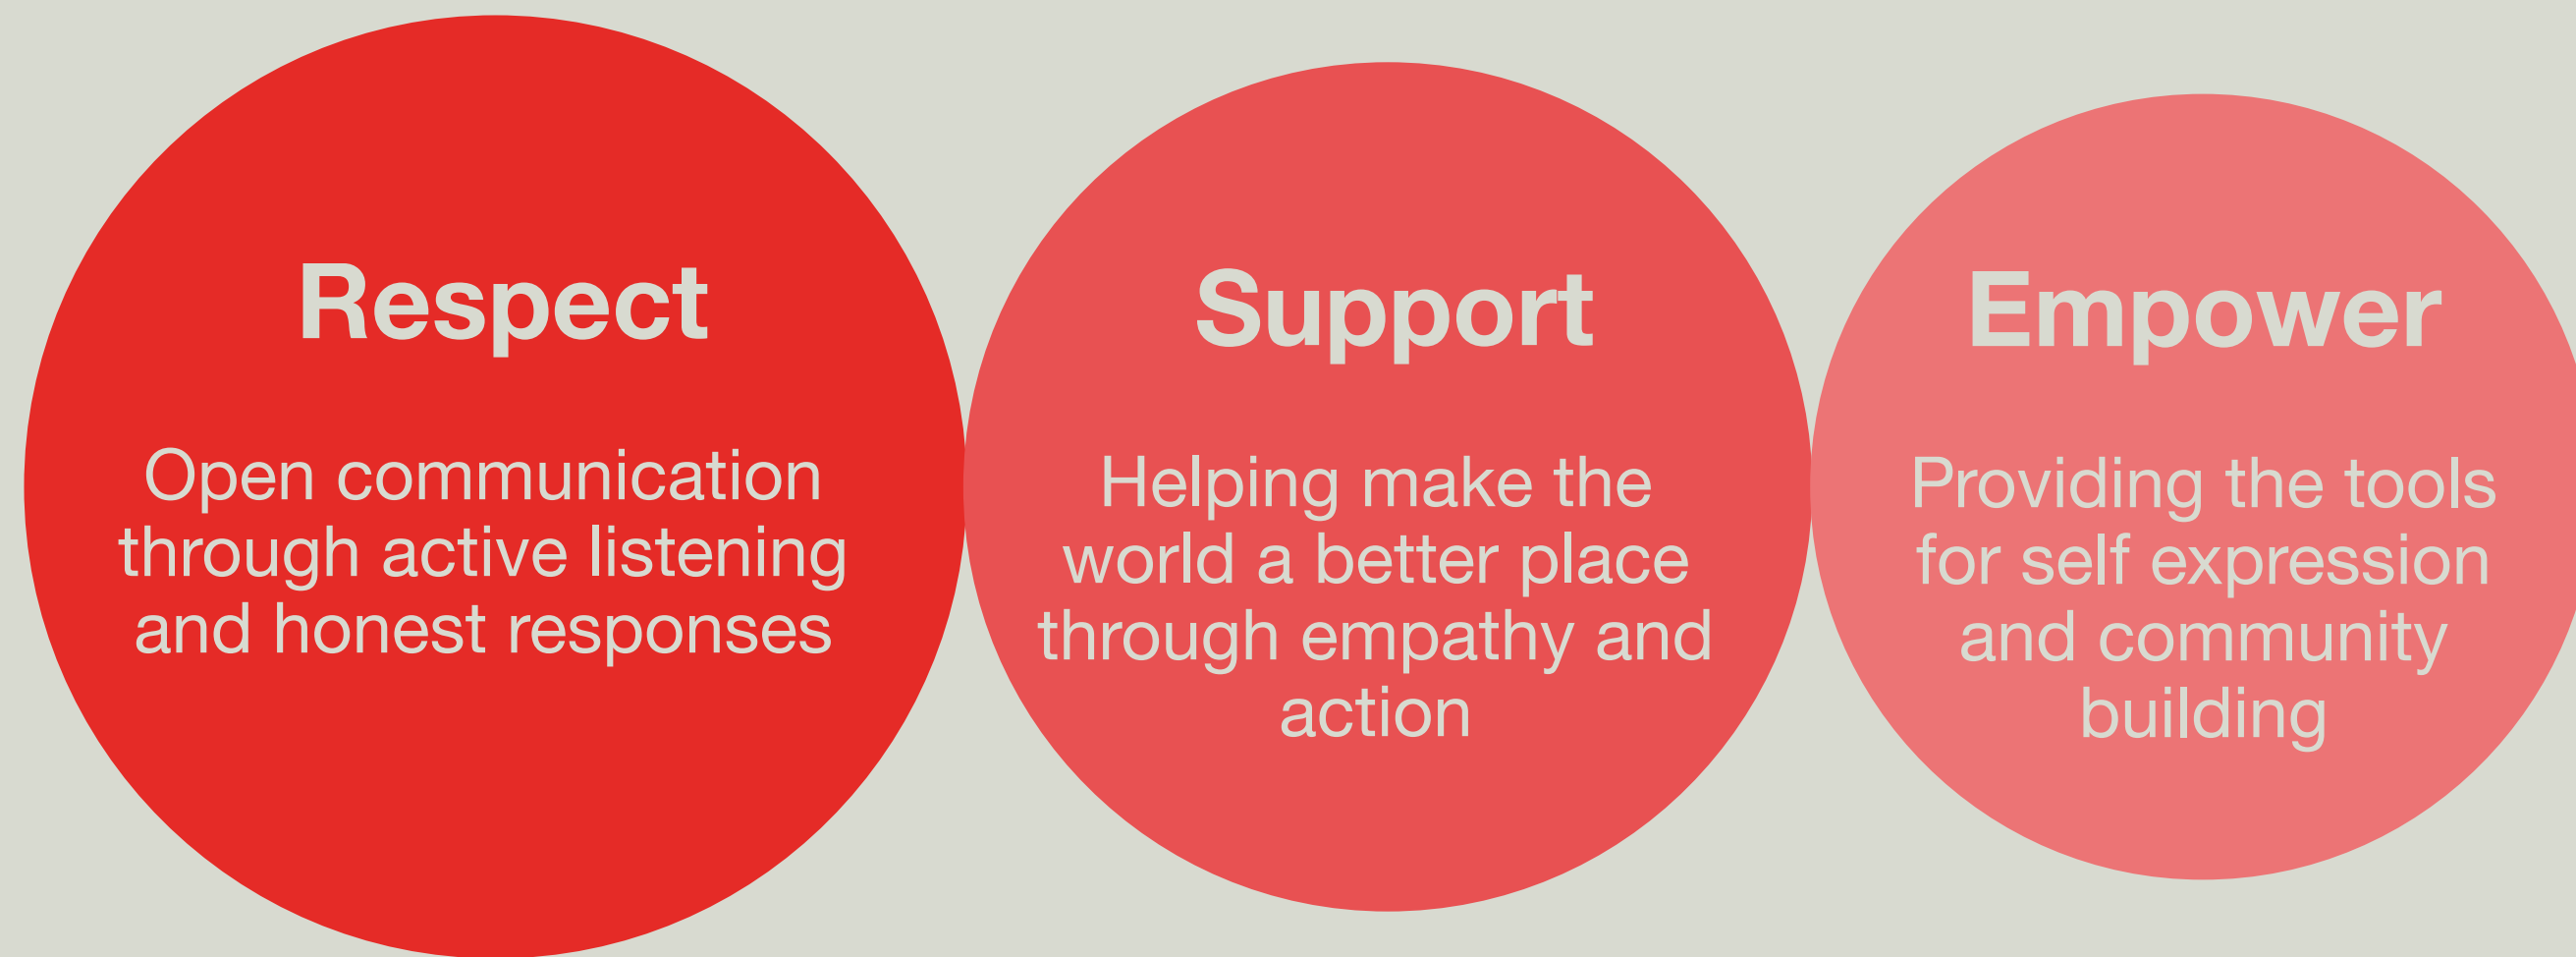 Respect
Open communication
through active listening
and honest responses
Support
Helping make the
world a better place
through empathy and
action
Empower
Providing the tools
for self expression
and community
building